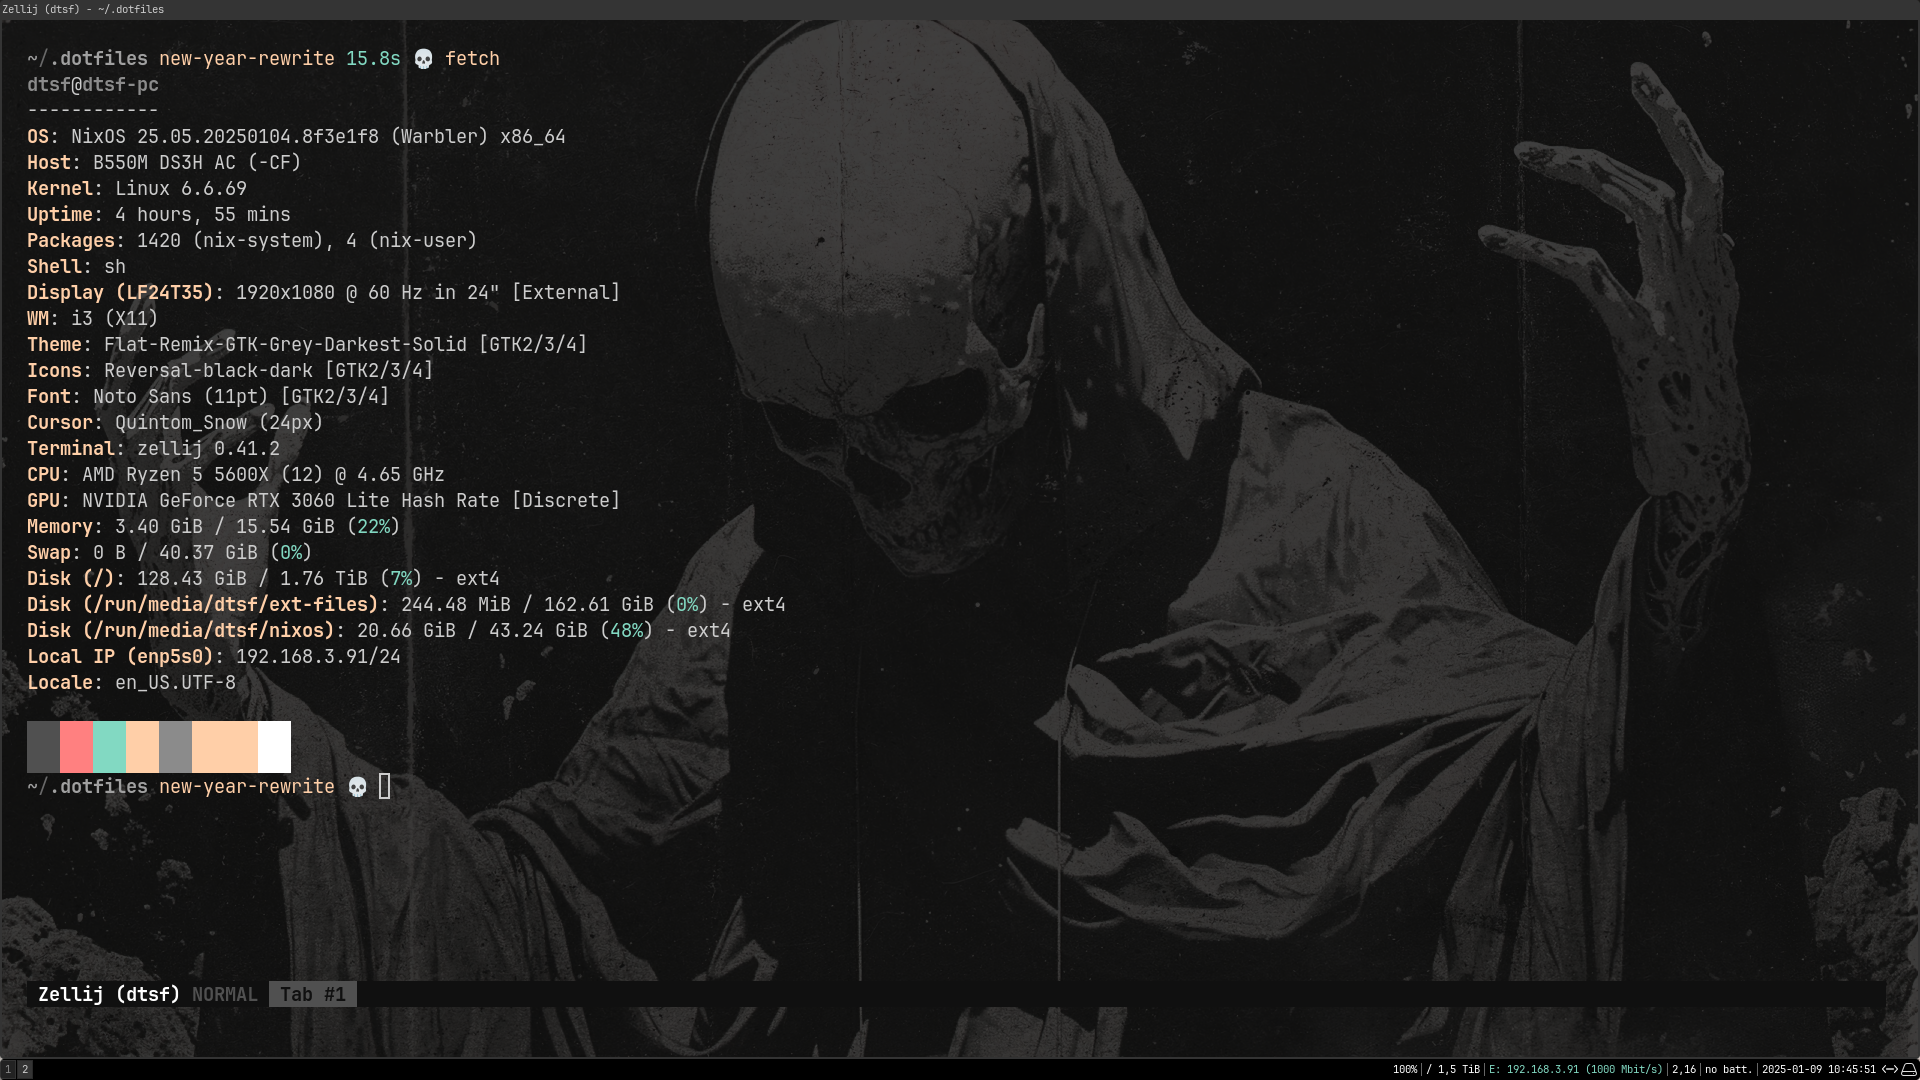 Zellij (dtsf) - ~/.dotfiles
~/.dotfiles new-year-rewrite 15.8s 💀 fetch
dtsf@dtsf-pc
------------
OS: NixOS 25.05.20250104.8f3e1f8 (Warbler) x86_64
Host: B550M DS3H AC (-CF)
Kernel: Linux 6.6.69
Uptime: 4 hours, 55 mins
Packages: 1420 (nix-system), 4 (nix-user)
Shell: sh
Display (LF24T35): 1920x1080 @ 60 Hz in 24" [External]
WM: i3 (X11)
Theme: Flat-Remix-GTK-Grey-Darkest-Solid [GTK2/3/4]
Icons: Reversal-black-dark [GTK2/3/4]
Font: Noto Sans (11pt) [GTK2/3/4]
Cursor: Quintom_Snow (24px)
Terminal: zellij 0.41.2
CPU: AMD Ryzen 5 5600X (12) @ 4.65 GHz
GPU: NVIDIA GeForce RTX 3060 Lite Hash Rate [Discrete]
Memory: 3.40 GiB / 15.54 GiB (22%)
Swap: 0 B / 40.37 GiB (0%)
Disk (/): 128.43 GiB / 1.76 TiB (7%) - ext4
Disk (/run/media/dtsf/ext-files): 244.48 MiB / 162.61 GiB (0%) - ext4
Disk (/run/media/dtsf/nixos): 20.66 GiB / 43.24 GiB (48%) - ext4
Local IP (enp5s0): 192.168.3.91/24
Locale: en_US.UTF-8
~/.dotfiles new-year-rewrite 💀
Zellij (dtsf) NORMAL Tab #1
1 2 100% | / 1,5 TiB | E: 192.168.3.91 (1000 Mbit/s) | 2,16 | no batt. | 2025-01-09 10:45:51